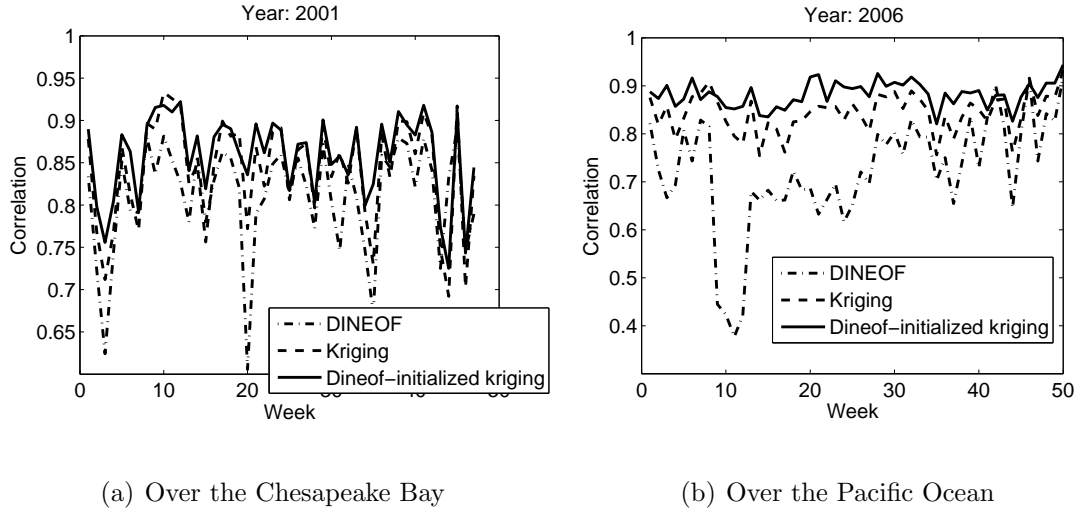 Year: 2001
1
0.95
0.9
0.85
0.8
0.75
0.7
0.65
Correlation
0 10 20 30 40 50
Week
DINEOF
Kriging
Dineof-initialized kriging
(a) Over the Chesapeake Bay
Year: 2006
1
0.9
0.8
0.7
0.6
0.5
0.4
Correlation
0 10 20 30 40 50
Week
DINEOF
Kriging
Dineof-initialized kriging
(b) Over the Pacific Ocean